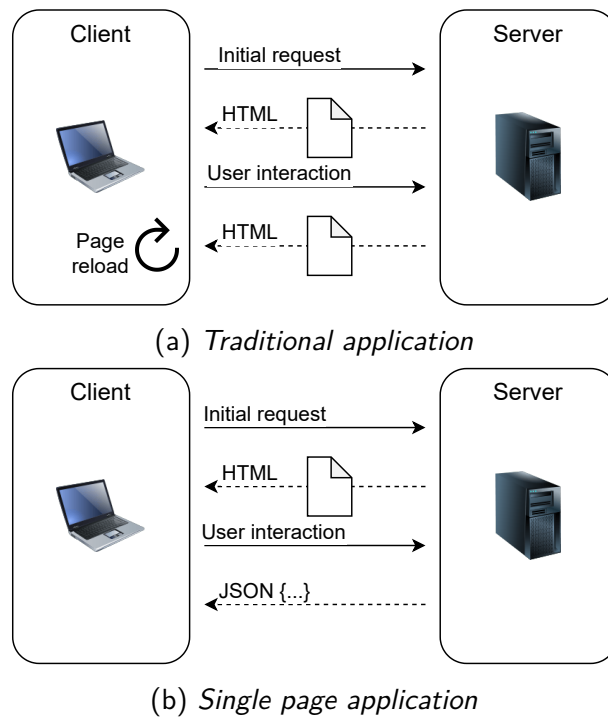 Client
Server
Initial request
HTML
User interaction
HTML
Page
reload
(a) Traditional application
Client
Server
Initial request
HTML
User interaction
JSON {...}
(b) Single page application